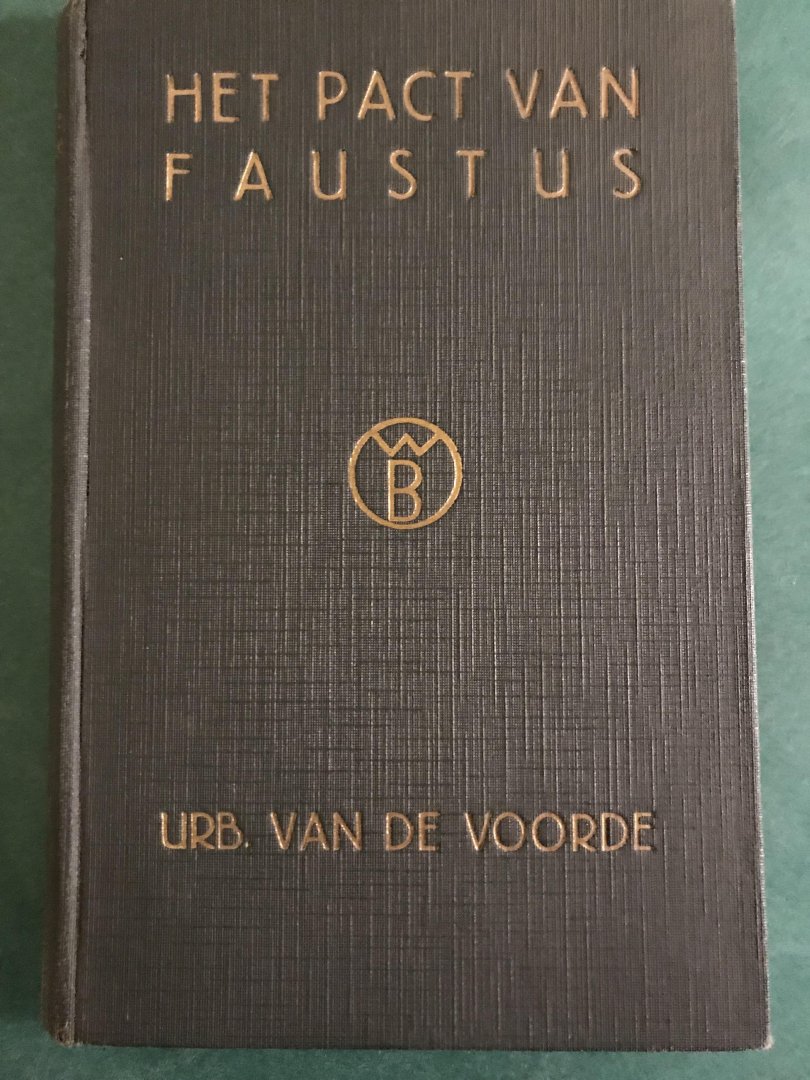 HET PACT VAN
FAUSTUS
WB
URB. VAN DE VOORDE